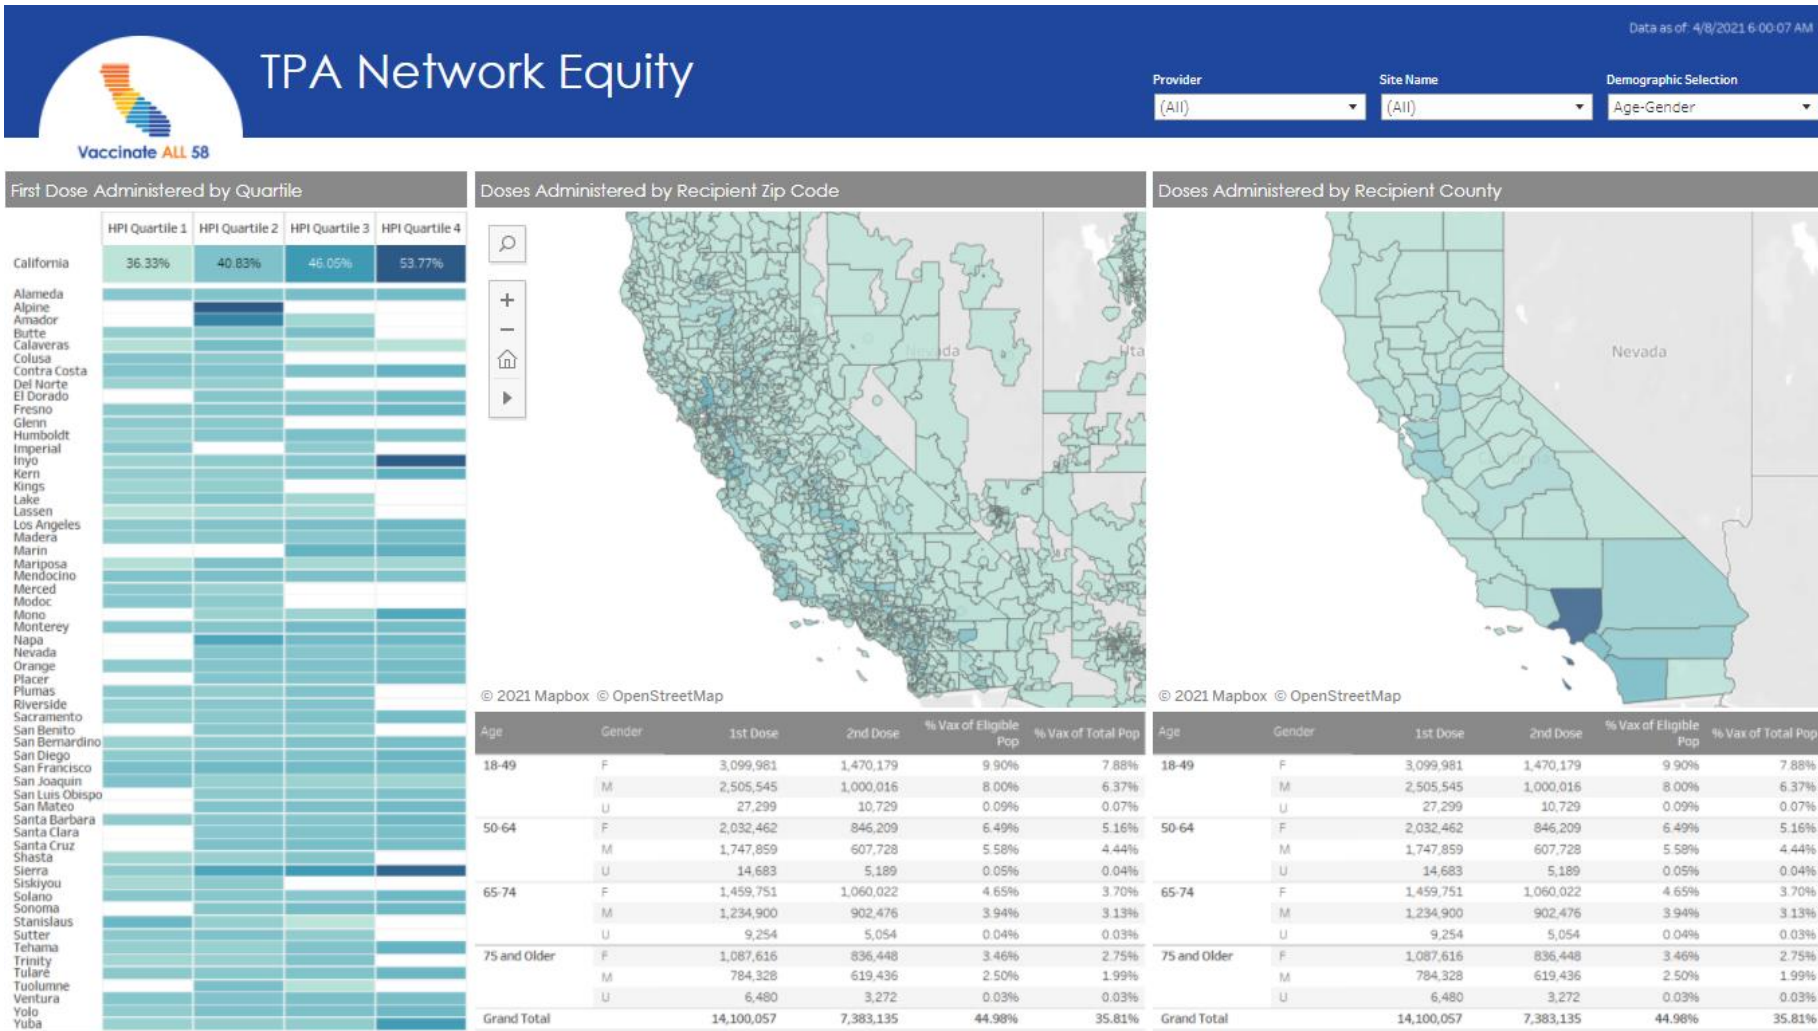 Data as of: 4/8/2021 6:00:07 AM
TPA Network Equity
Provider
(All)
Site Name
(All)
Demographic Selection
Age-Gender
Vaccinate ALL 58
First Dose Administered by Quartile
HPI Quartile 1 HPI Quartile 2 HPI Quartile 3 HPI Quartile 4
California 36.33% 40.83% 46.05% 53.77%
Alameda
Alpine
Amador
Butte
Calaveras
Colusa
Contra Costa
Del Norte
El Dorado
Fresno
Glenn
Humboldt
Imperial
Inyo
Kern
Kings
Lake
Lassen
Los Angeles
Madera
Marin
Mariposa
Mendocino
Merced
Modoc
Mono
Monterey
Napa
Nevada
Orange
Placer
Plumas
Riverside
Sacramento
San Benito
San Bernardino
San Diego
San Francisco
San Joaquin
San Luis Obispo
San Mateo
Santa Barbara
Santa Clara
Santa Cruz
Shasta
Sierra
Siskiyou
Solano
Sonoma
Stanislaus
Sutter
Tehama
Trinity
Tulare
Tuolumne
Ventura
Yolo
Yuba
Doses Administered by Recipient Zip Code
Nevada
Uta
© 2021 Mapbox © OpenStreetMap
Age Gender 1st Dose 2nd Dose % Vax of Eligible Pop % Vax of Total Pop
18-49 F 3,099,981 1,470,179 9.90% 7.88%
M 2,505,545 1,000,016 8.00% 6.37%
U 27,299 10,729 0.09% 0.07%
50-64 F 2,032,462 846,209 6.49% 5.16%
M 1,747,859 607,728 5.58% 4.44%
U 14,683 5,189 0.05% 0.04%
65-74 F 1,459,751 1,060,022 4.65% 3.70%
M 1,234,900 902,476 3.94% 3.13%
U 9,254 5,054 0.04% 0.03%
75 and Older F 1,087,616 836,448 3.46% 2.75%
M 784,328 619,436 2.50% 1.99%
U 6,480 3,272 0.03% 0.03%
Grand Total 14,100,057 7,383,135 44.98% 35.81%
Doses Administered by Recipient County
Nevada
© 2021 Mapbox © OpenStreetMap
Age Gender 1st Dose 2nd Dose % Vax of Eligible Pop % Vax of Total Pop
18-49 F 3,099,981 1,470,179 9.90% 7.88%
M 2,505,545 1,000,016 8.00% 6.37%
U 27,299 10,729 0.09% 0.07%
50-64 F 2,032,462 846,209 6.49% 5.16%
M 1,747,859 607,728 5.58% 4.44%
U 14,683 5,189 0.05% 0.04%
65-74 F 1,459,751 1,060,022 4.65% 3.70%
M 1,234,900 902,476 3.94% 3.13%
U 9,254 5,054 0.04% 0.03%
75 and Older F 1,087,616 836,448 3.46% 2.75%
M 784,328 619,436 2.50% 1.99%
U 6,480 3,272 0.03% 0.03%
Grand Total 14,100,057 7,383,135 44.98% 35.81%